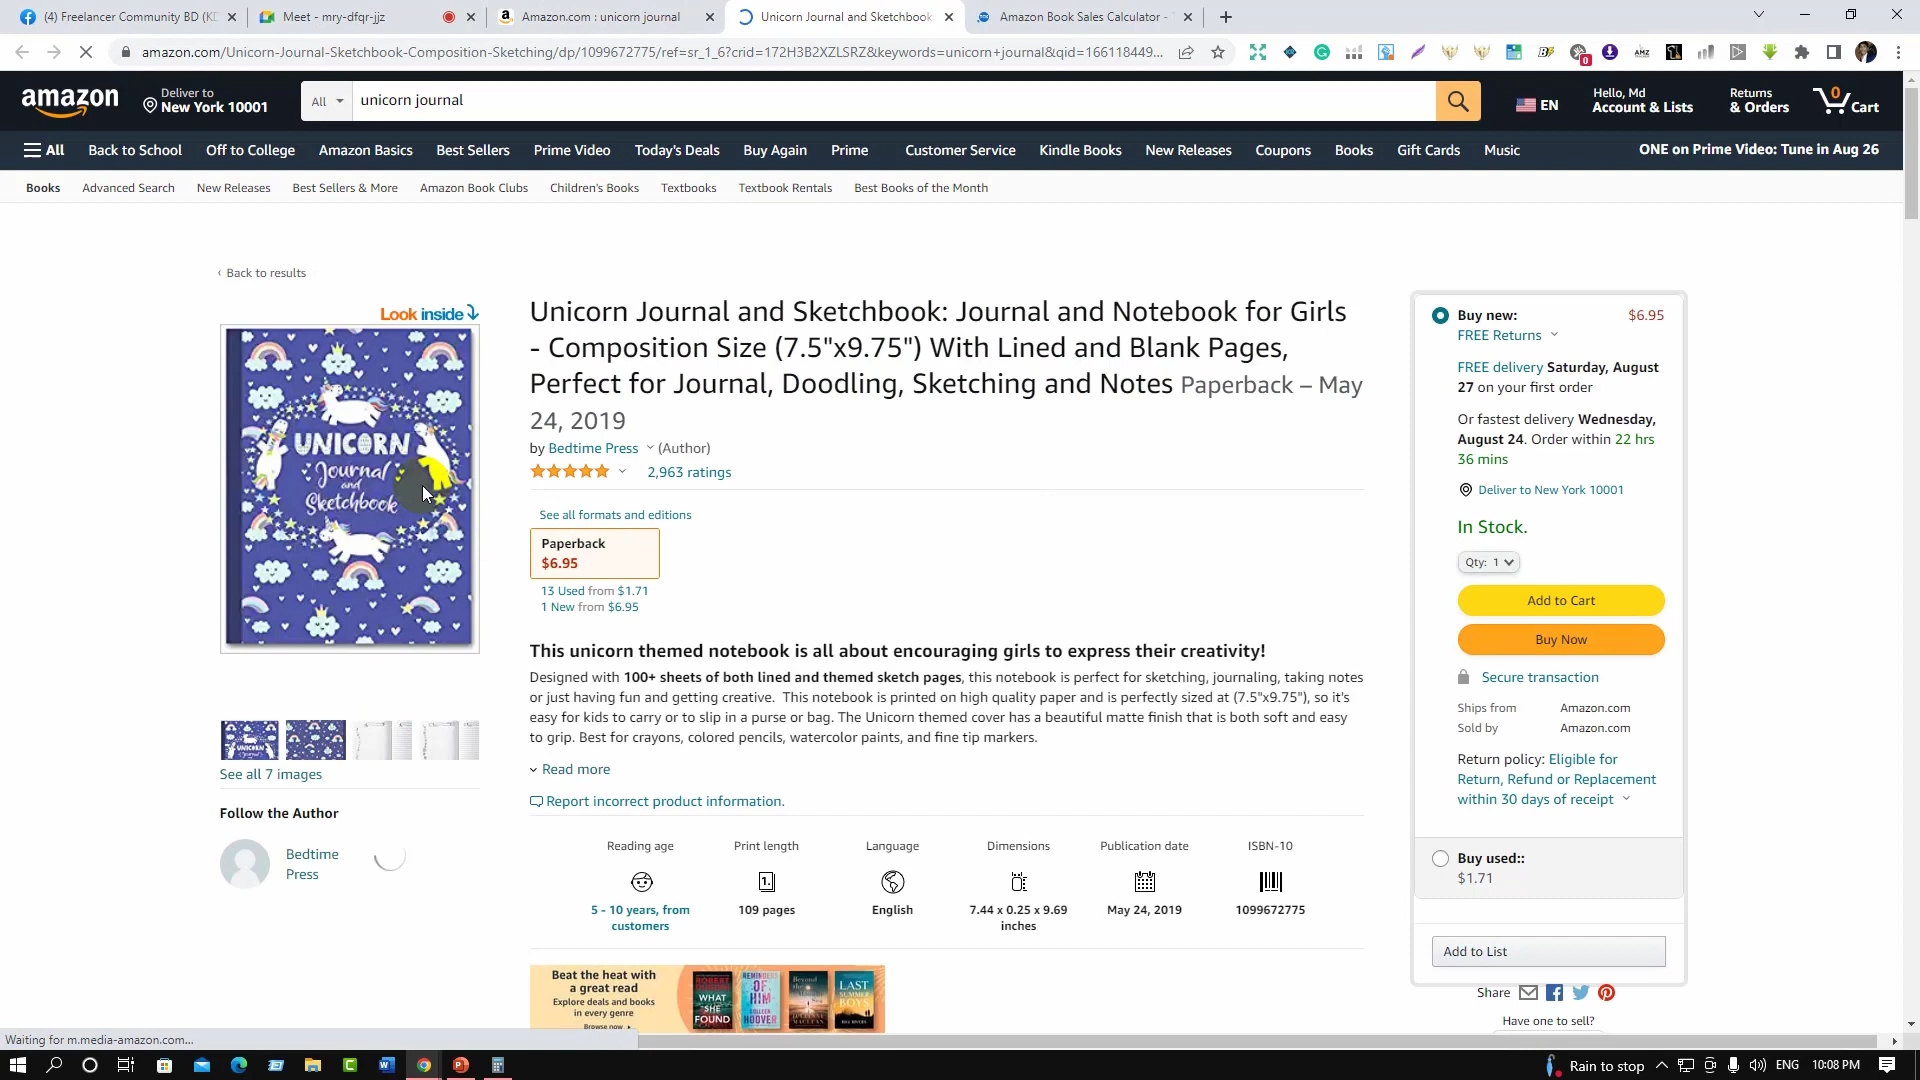 (4) Freelancer Community BD (KD
Meet - mry-dfqr-jjz
Amazon.com : unicorn journal
Unicorn Journal and Sketchbook
Amazon Book Sales Calculator -
amazon.com/Unicorn-Journal-Sketchbook-Composition-Sketching/dp/1099672775/ref=sr_1_6?crid=172H3B2XZLSRZ&keywords=unicorn+journal&qid=166118449...
amazon
Deliver to
New York 10001
All
unicorn journal
EN
Hello, Md
Account & Lists
Returns
& Orders
0
Cart
All
Back to School
Off to College
Amazon Basics
Best Sellers
Prime Video
Today's Deals
Buy Again
Prime
Customer Service
Kindle Books
New Releases
Coupons
Books
Gift Cards
Music
ONE on Prime Video: Tune in Aug 26
Books
Advanced Search
New Releases
Best Sellers & More
Amazon Book Clubs
Children's Books
Textbooks
Textbook Rentals
Best Books of the Month
‹ Back to results
Look inside
UNICORN
Journal
and
Sketchbook
See all 7 images
Follow the Author
Bedtime
Press
Unicorn Journal and Sketchbook: Journal and Notebook for Girls
- Composition Size (7.5"x9.75") With Lined and Blank Pages,
Perfect for Journal, Doodling, Sketching and Notes Paperback – May
24, 2019
by Bedtime Press (Author)
2,963 ratings
See all formats and editions
Paperback
$6.95
13 Used from $1.71
1 New from $6.95
This unicorn themed notebook is all about encouraging girls to express their creativity!
Designed with 100+ sheets of both lined and themed sketch pages, this notebook is perfect for sketching, journaling, taking notes
or just having fun and getting creative. This notebook is printed on high quality paper and is perfectly sized at (7.5"x9.75"), so it's
easy for kids to carry or to slip in a purse or bag. The Unicorn themed cover has a beautiful matte finish that is both soft and easy
to grip. Best for crayons, colored pencils, watercolor paints, and fine tip markers.
Read more
Report incorrect product information.
Reading age
Print length
Language
Dimensions
Publication date
ISBN-10
5 - 10 years, from
customers
109 pages
English
7.44 x 0.25 x 9.69
inches
May 24, 2019
1099672775
Beat the heat with
a great read
Explore deals and books
in every genre
Browse now
WHAT
SHE
FOUND
REMINDERS
OF
HIM
COLLEEN
HOOVER
LAST
SUMMER
BOYS
Buy new:
$6.95
FREE Returns
FREE delivery Saturday, August
27 on your first order
Or fastest delivery Wednesday,
August 24. Order within 22 hrs
36 mins
Deliver to New York 10001
In Stock.
Qty: 1
Add to Cart
Buy Now
Secure transaction
Ships from Amazon.com
Sold by Amazon.com
Return policy: Eligible for
Return, Refund or Replacement
within 30 days of receipt
Buy used::
$1.71
Add to List
Share
Have one to sell?
Waiting for m.media-amazon.com...
Rain to stop
ENG
10:08 PM